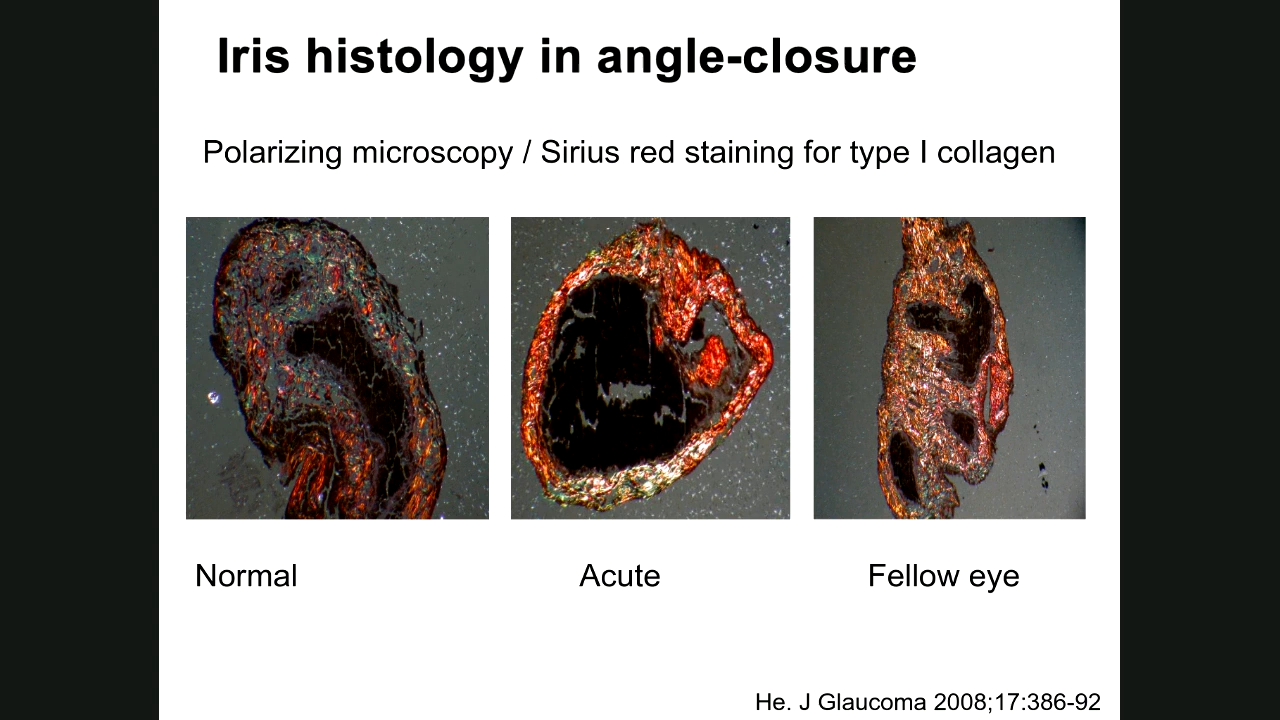 Iris histology in angle-closure
Polarizing microscopy / Sirius red staining for type I collagen
Normal
Acute
Fellow eye
He. J Glaucoma 2008;17:386-92